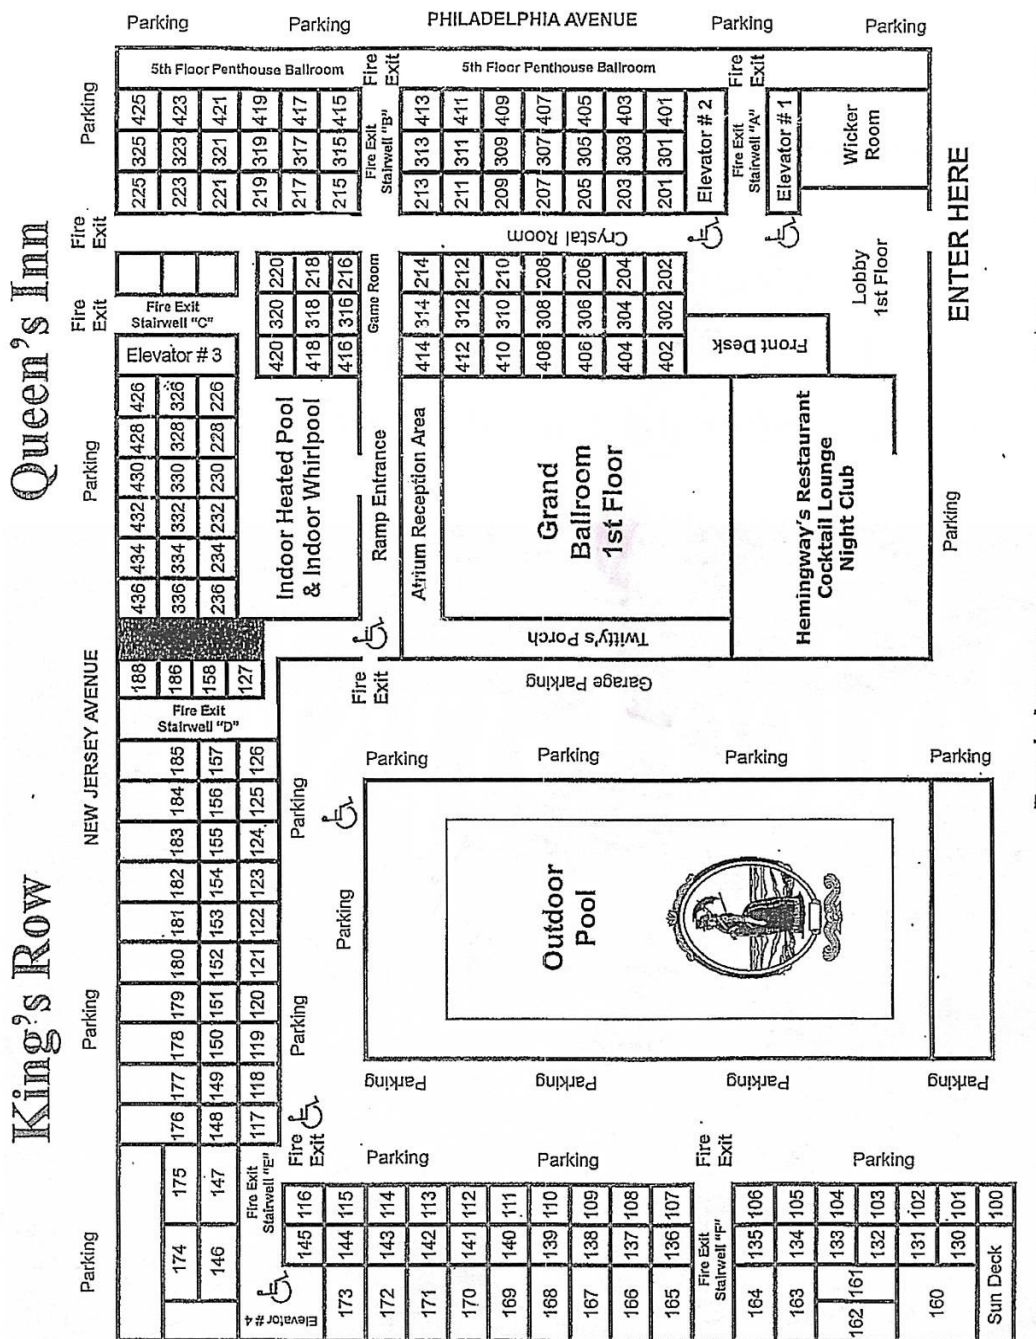 Queen's Inn
King's Row
Parking
Parking
PHILADELPHIA AVENUE
Parking
Parking
Parking
5th Floor Penthouse Ballroom
Fire
Exit
5th Floor Penthouse Ballroom
Fire
Exit
425 423 421 419 417 415
325 323 321 319 317 315
225 223 221 219 217 215
Fire Exit
Stairwell "B"
413 411 409 407 405 403 401
313 311 309 307 305 303 301
213 211 209 207 205 203 201
Elevator # 2
Fire Exit
Stairwell "A"
Elevator # 1
Wicker
Room
Fire
Exit
Crystal Room
Lobby
1st Floor
ENTER HERE
Fire
Exit
Fire Exit
Stairwell "C"
Elevator # 3
220 218 216
320 318 316
420 418 416
Game Room
214 212 210 208 206 204 202
314 312 310 308 306 304 302
414 412 410 408 406 404 402
Front Desk
Parking
426 326 226
428 328 228
430 330 230
432 332 232
434 334 234
436 336 236
Indoor Heated Pool
& Indoor Whirlpool
Ramp Entrance
Atrium Reception Area
Grand
Ballroom
1st Floor
Hemingway's Restaurant
Cocktail Lounge
Night Club
Parking
Twitty's Porch
NEW JERSEY AVENUE
188 186 158 127
Fire Exit
Stairwell "D"
Fire
Exit
Garage Parking
185 157 126
184 156 125
183 155 124
182 154 123
181 153 122
180 152 121
179 151 120
178 150 119
177 149 118
176 148 117
Parking
Parking
Parking
Parking
Parking
Parking
Parking
Parking
Outdoor
Pool
Parking
Parking
Parking
Parking
Parking
175 147
174 146
Fire Exit
Stairwell "E"
Fire
Exit
Parking
Parking
Fire
Exit
Parking
Parking
116 115 114 113 112 111 110 109 108 107
145 144 143 142 141 140 139 138 137 136
Elevator # 4
173 172 171 170 169 168 167 166 165
Fire Exit
Stairwell "F"
106 105 104 103 102 101 100
135 134 133 132 131 130
164 163 162 161 160
Sun Deck